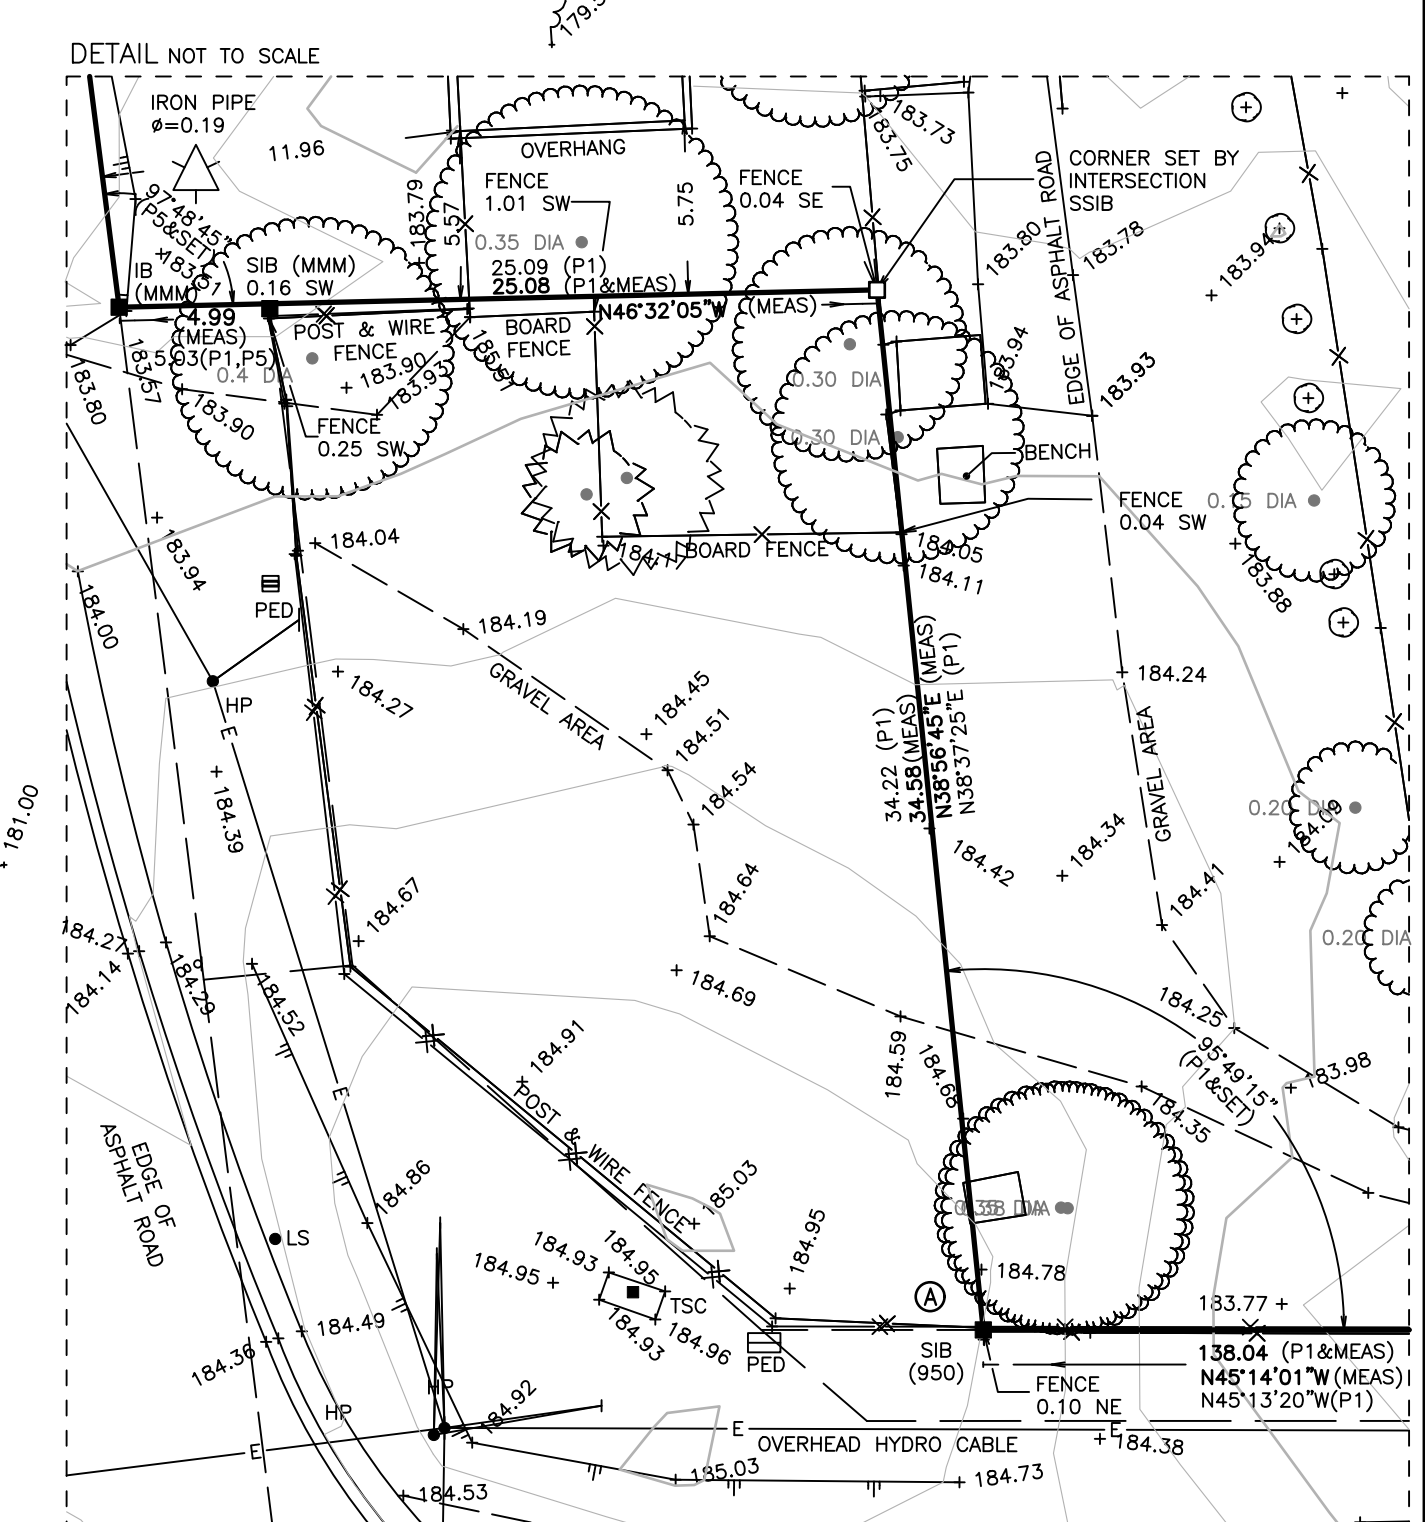 179.5
DETAIL NOT TO SCALE
IRON PIPE
ø=0.19
11.96
OVERHANG
183.73
183.75
FENCE
1.01 SW
FENCE
0.04 SE
CORNER SET BY
INTERSECTION
SSIB
EDGE OF ASPHALT ROAD
97°48'45"
(P5&SET)
183.79
5.57
5.75
0.35 DIA
183.80
183.78
183.94
IB
(MMM)
SIB (MMM)
0.16 SW
25.09 (P1)
25.08 (P1&MEAS)
N46°32'05"W (MEAS)
4.99
(MEAS)
5.03(P1,P5)
POST & WIRE
FENCE
BOARD
FENCE
183.80
183.57
0.4 DIA
183.90
183.93
183.90
0.30 DIA
183.94
183.93
FENCE
0.25 SW
0.30 DIA
BENCH
FENCE
0.04 SW
0.15 DIA
183.94
184.04
BOARD FENCE
184.05
184.11
183.88
PED
184.00
184.19
GRAVEL AREA
184.27
184.45
184.51
184.54
HP
E
34.22 (P1)
34.58(MEAS)
N38°56'45"E (MEAS)
N38°37'25"E (P1)
184.24
GRAVEL AREA
181.00
184.39
0.20 DIA
184.09
184.42
184.34
184.67
184.64
184.41
184.27
184.14
184.29
184.52
184.69
0.20 DIA
184.25
95°49'15"
(P1&SET)
183.98
184.91
184.59
184.68
184.35
E
POST & WIRE FENCE
EDGE OF
ASPHALT ROAD
184.86
185.03
LS
184.95
184.93
184.95
184.95
TSC
184.93
184.96
184.78
A
183.77
184.49
184.36
PED
SIB
(950)
138.04 (P1&MEAS)
N45°14'01"W(MEAS)
N45°13'20"W(P1)
FENCE
0.10 NE
HP
HP
184.92
E
E
E
OVERHEAD HYDRO CABLE
184.38
185.03
184.73
184.53